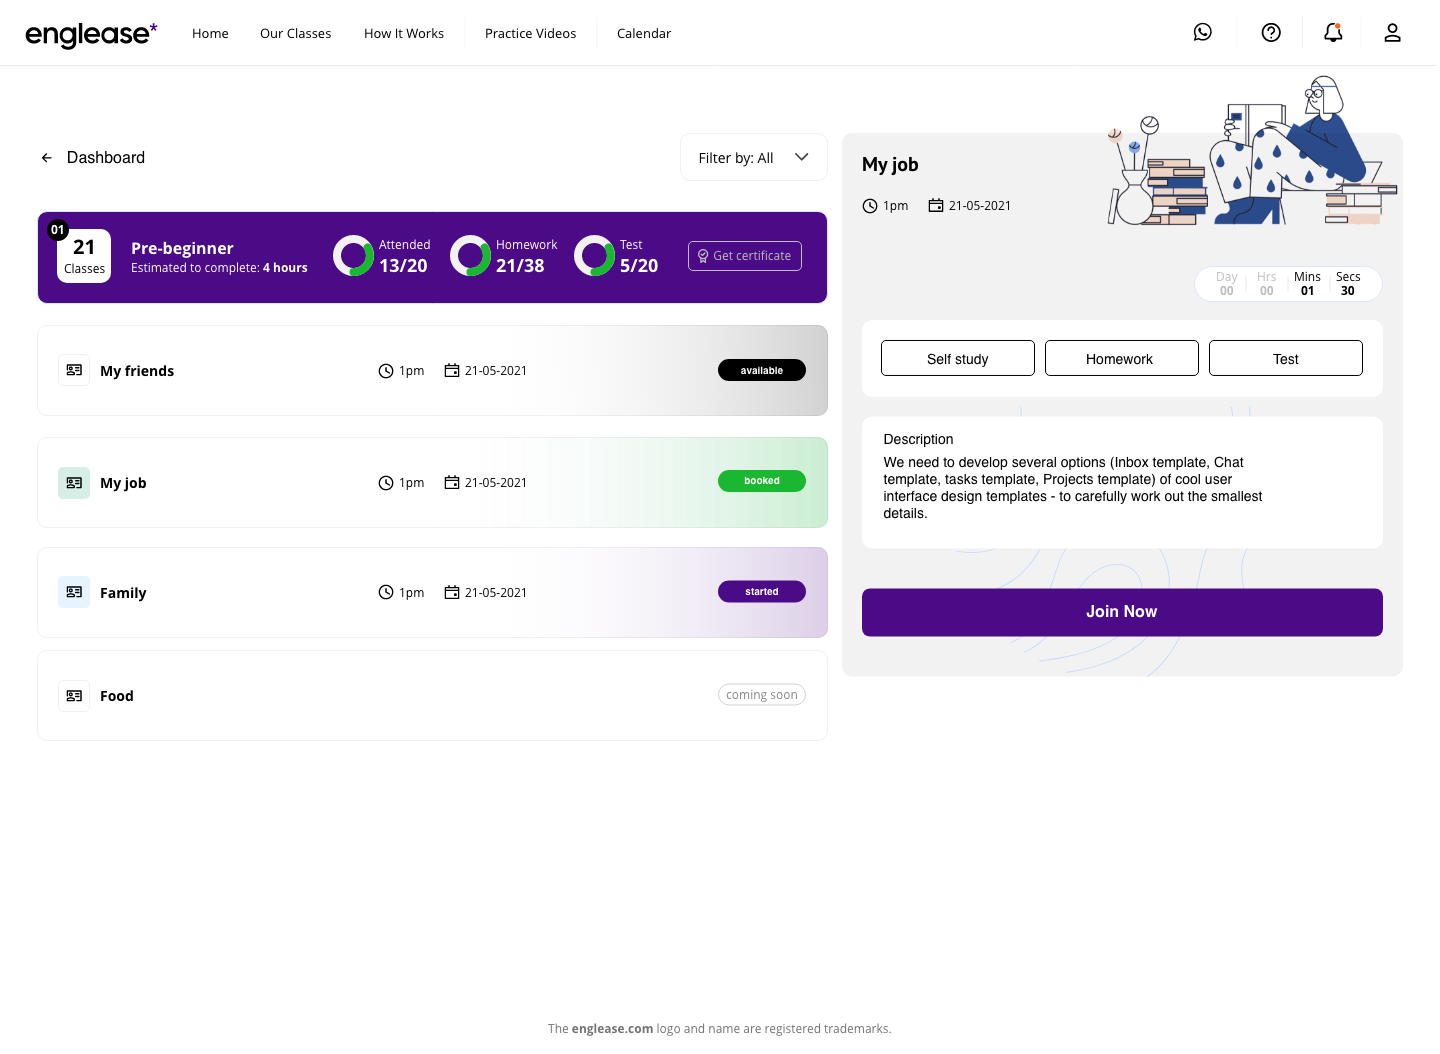 englease*
Home
Our Classes
How It Works
Practice Videos
Calendar
Dashboard
Filter by: All
01
21
Classes
Pre-beginner
Estimated to complete: 4 hours
Attended
13/20
Homework
21/38
Test
5/20
Get certificate
My friends
1pm
21-05-2021
available
My job
1pm
21-05-2021
booked
Family
1pm
21-05-2021
started
Food
coming soon
My job
1pm
21-05-2021
Day
00
Hrs
00
Mins
01
Secs
30
Self study
Homework
Test
Description
We need to develop several options (Inbox template, Chat
template, tasks template, Projects template) of cool user
interface design templates - to carefully work out the smallest
details.
Join Now
The englease.com logo and name are registered trademarks.